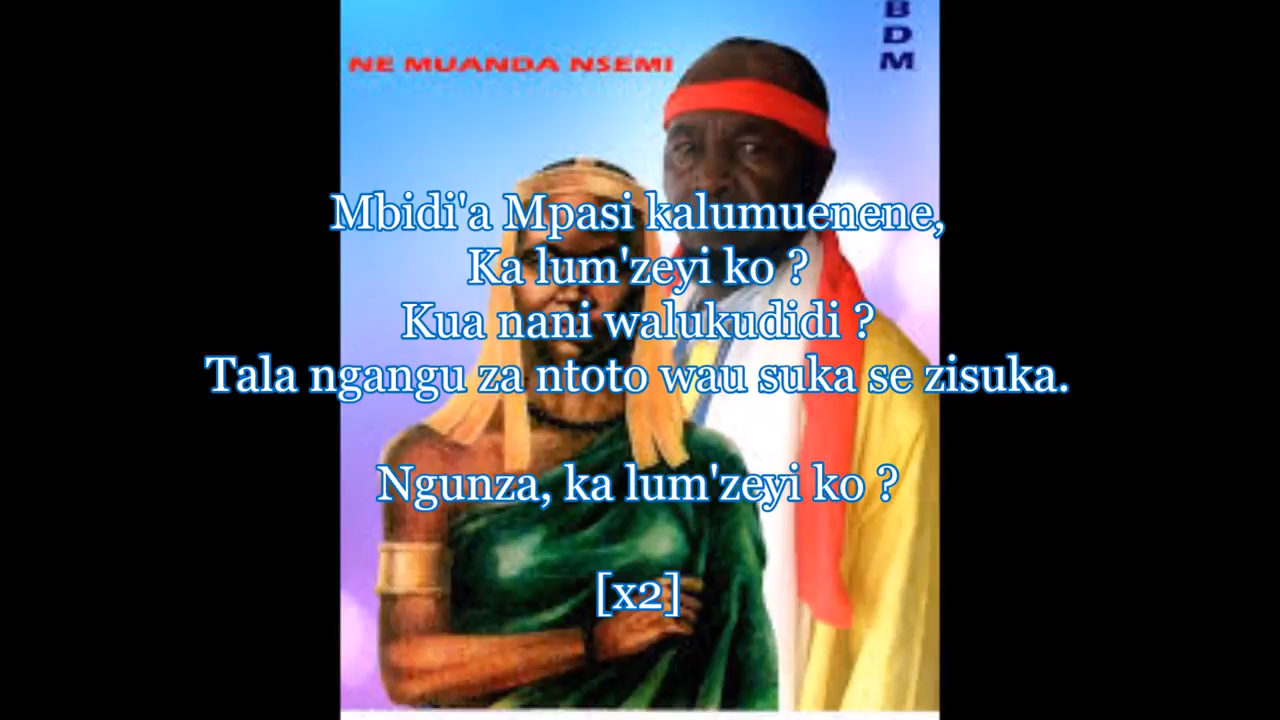 NE MUANDA NSEMI
B
D
M
Mbidi'a Mpasi kalumuenene,
Ka lum'zeyi ko ?
Kua nani walukudidi ?
Tala ngangu za ntoto wau suka se zisuka.
Ngunza, ka lum'zeyi ko ?
[x2]